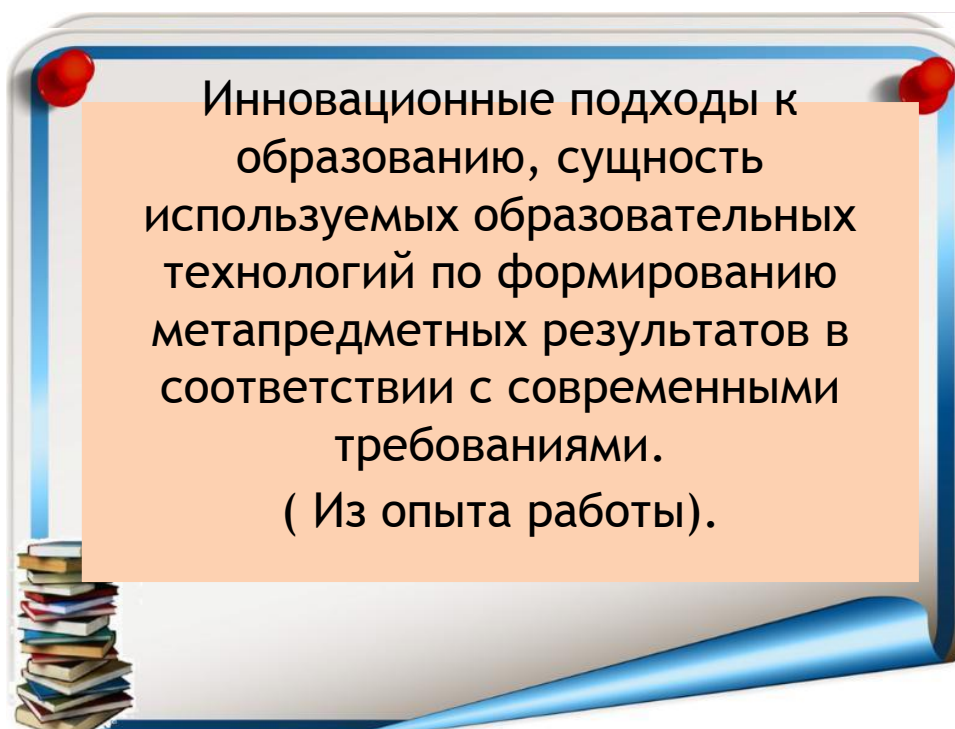 Инновационные подходы к
образованию, сущность
используемых образовательных
технологий по формированию
метапредметных результатов в
соответствии с современными
требованиями.
( Из опыта работы).